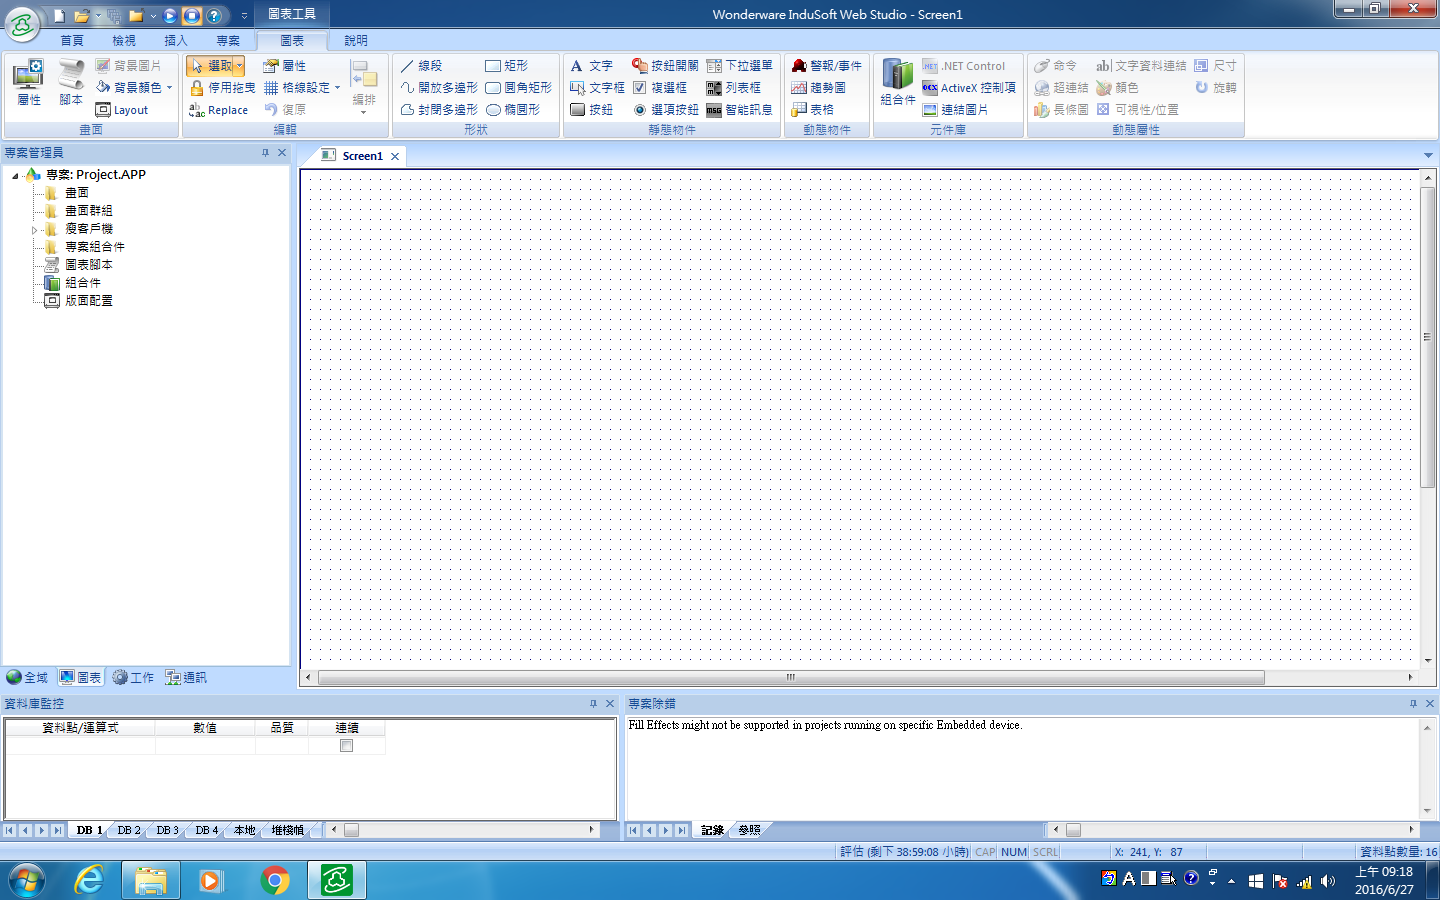 圖表工具
Wonderware InduSoft Web Studio - Screen1
首頁 檢視 插入 專案 圖表 說明
屬性 腳本 背景圖片 選取 屬性 編排 線段 矩形 文字 按鈕開關 下拉選單 警報/事件 組合件 .NET Control 命令 文字資料連結 尺寸
背景顏色 停用拖曳 格線設定 開放多邊形 圓角矩形 文字框 複選框 列表框 趨勢圖 ActiveX 控制項 超連結 顏色 旋轉
Layout Replace 復原 封閉多邊形 橢圓形 按鈕 選項按鈕 智能訊息 表格 連結圖片 長條圖 可視性/位置
畫面 編輯 形狀 靜態物件 動態物件 元件庫 動態屬性
專案管理員
Screen1
專案: Project.APP
畫面
畫面群組
瘦客戶機
專案組合件
圖表腳本
組合件
版面配置
全域 圖表 工作 通訊
資料庫監控
資料點/運算式 數值 品質 連續
DB 1 DB 2 DB 3 DB 4 本地 堆棧幀
專案除錯
Fill Effects might not be supported in projects running on specific Embedded device.
記錄 參照
評估 (剩下 38:59:08 小時) CAP NUM SCRL X: 241, Y: 87 資料點數量: 16
上午 09:18
2016/6/27